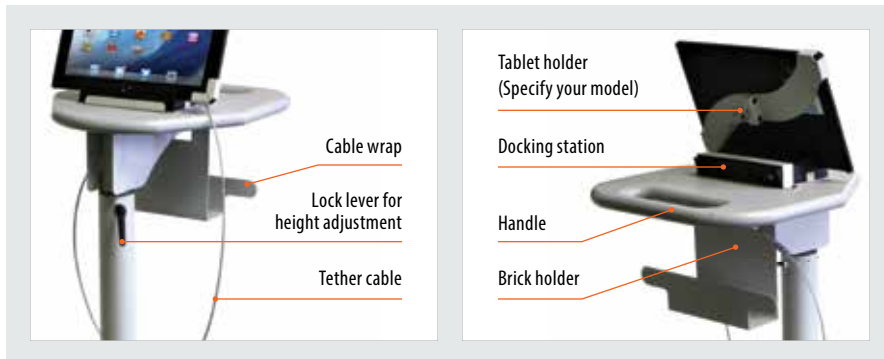 Cable wrap
Lock lever for
height adjustment
Tether cable
Tablet holder
(Specify your model)
Docking station
Handle
Brick holder